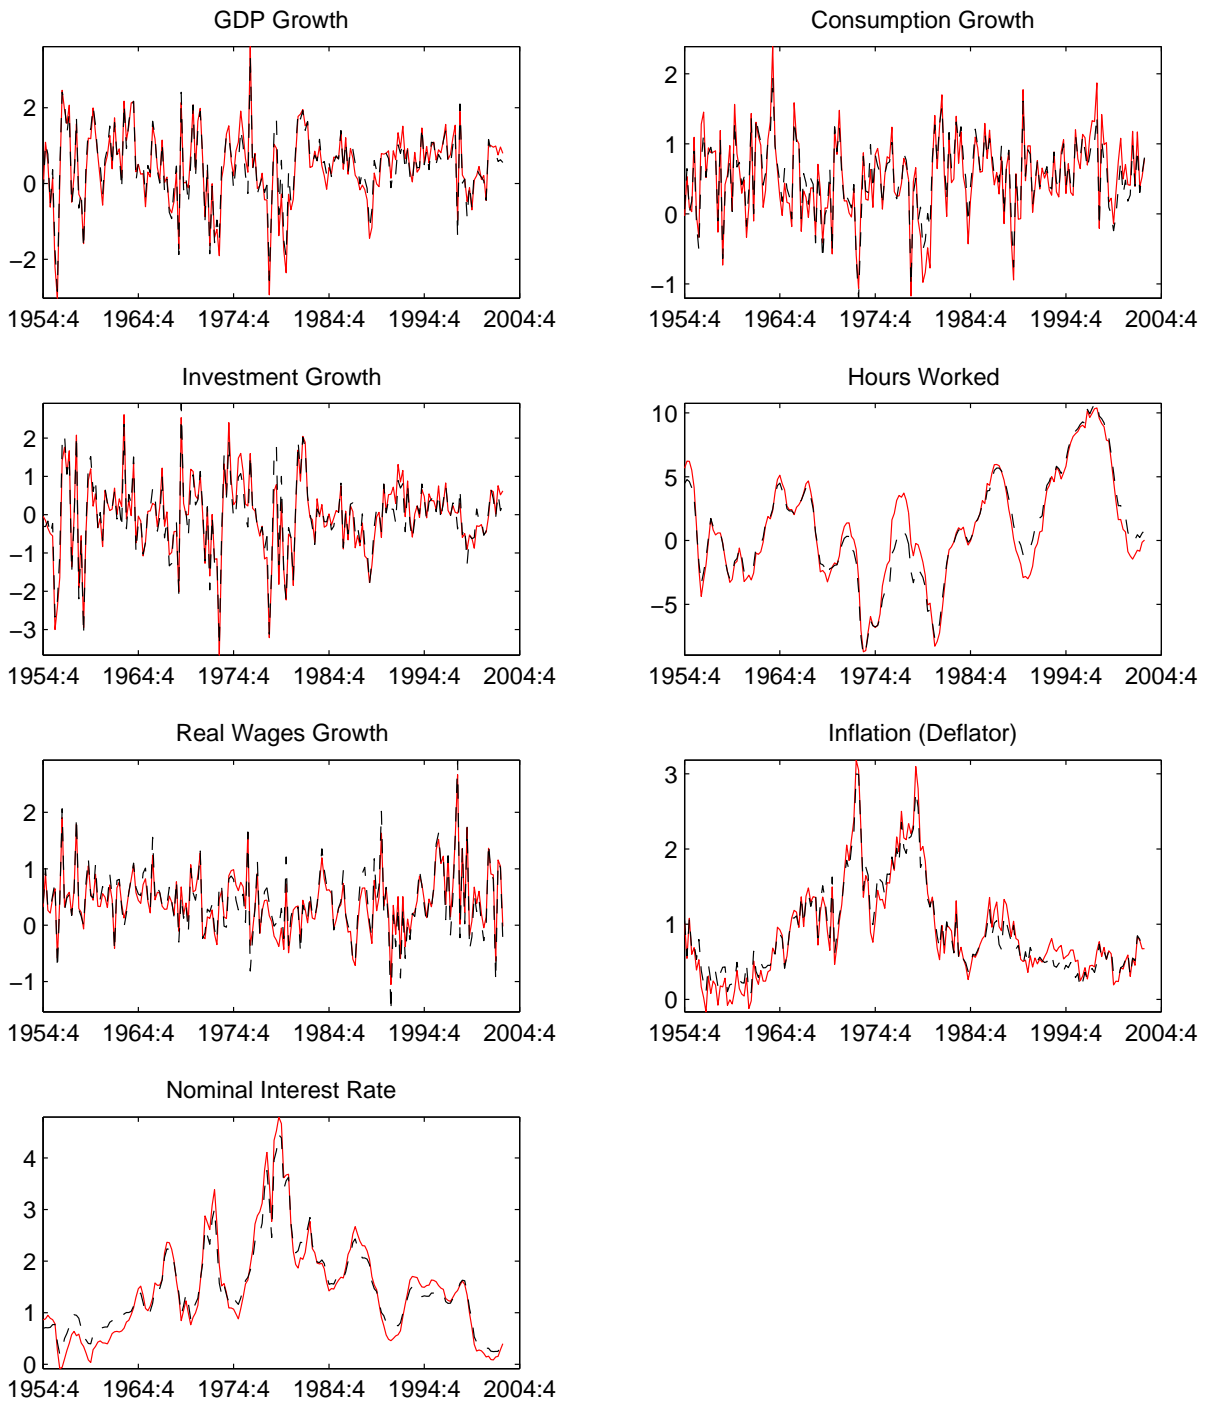 GDP Growth
2
0
−2
1954:4 1964:4 1974:4 1984:4 1994:4 2004:4
Consumption Growth
2
1
0
−1
1954:4 1964:4 1974:4 1984:4 1994:4 2004:4
Investment Growth
2
1
0
−1
−2
−3
1954:4 1964:4 1974:4 1984:4 1994:4 2004:4
Hours Worked
10
5
0
−5
1954:4 1964:4 1974:4 1984:4 1994:4 2004:4
Real Wages Growth
2
1
0
−1
1954:4 1964:4 1974:4 1984:4 1994:4 2004:4
Inflation (Deflator)
3
2
1
0
1954:4 1964:4 1974:4 1984:4 1994:4 2004:4
Nominal Interest Rate
4
3
2
1
0
1954:4 1964:4 1974:4 1984:4 1994:4 2004:4